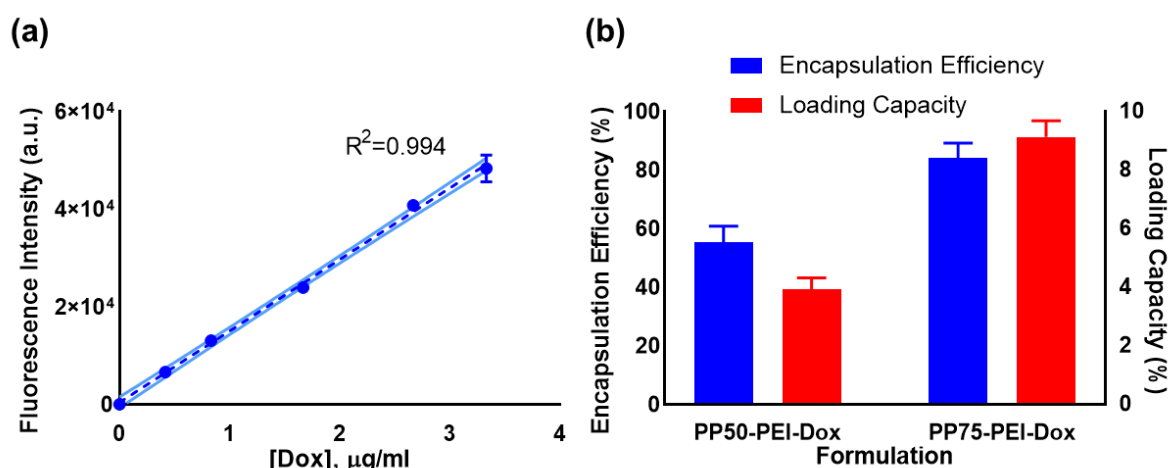 (a)
Fluorescence Intensity (a.u.)
6×10⁴
4×10⁴
2×10⁴
0
R²=0.994
0 1 2 3 4
[Dox], μg/ml
(b)
Encapsulation Efficiency
Loading Capacity
Encapsulation Efficiency (%)
100
80
60
40
20
0
10
8
6
4
2
0
Loading Capacity (%)
PP50-PEI-Dox PP75-PEI-Dox
Formulation